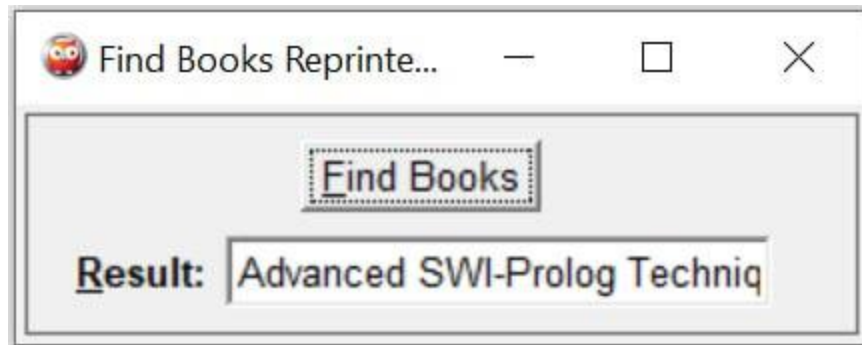 Find Books Reprinte...
Find Books
Result: Advanced SWI-Prolog Techniq